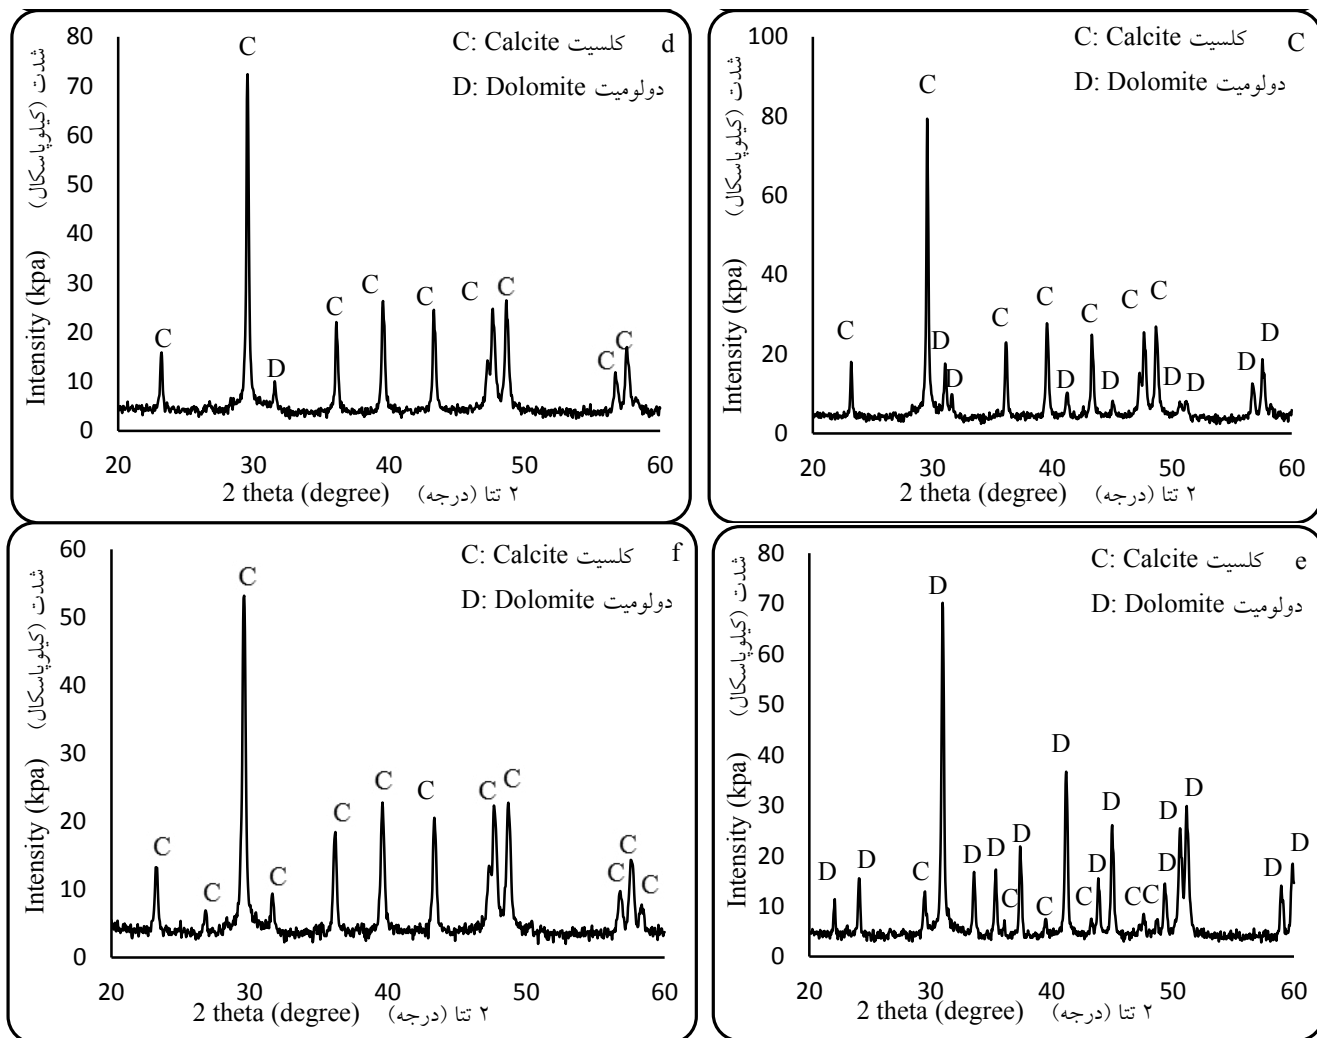 d
C: Calcite کلسیت
D: Dolomite دولومیت
شدت (کیلوپاسکال)
Intensity (kpa)
80
70
60
50
40
30
20
10
0
C
C
D
C
C
C
C
C
C
C
20 30 40 50 60
2 theta (degree) ۲ تتا (درجه)
C
C: Calcite کلسیت
D: Dolomite دولومیت
شدت (کیلوپاسکال)
Intensity (kpa)
100
80
60
40
20
0
C
C
D
D
C
C
D
C
D
C
C
D
D
D
D
20 30 40 50 60
2 theta (degree) ۲ تتا (درجه)
f
C: Calcite کلسیت
D: Dolomite دولومیت
شدت (کیلوپاسکال)
Intensity (kpa)
60
50
40
30
20
10
0
C
C
C
C
C
C
C
C
C
C
C
C
20 30 40 50 60
2 theta (degree) ۲ تتا (درجه)
e
C: Calcite کلسیت
D: Dolomite دولومیت
شدت (کیلوپاسکال)
Intensity (kpa)
80
70
60
50
40
30
20
10
0
D
D
C
D
D
D
C
D
C
D
C
D
D
C
C
D
D
D
D
D
20 30 40 50 60
2 theta (degree) ۲ تتا (درجه)